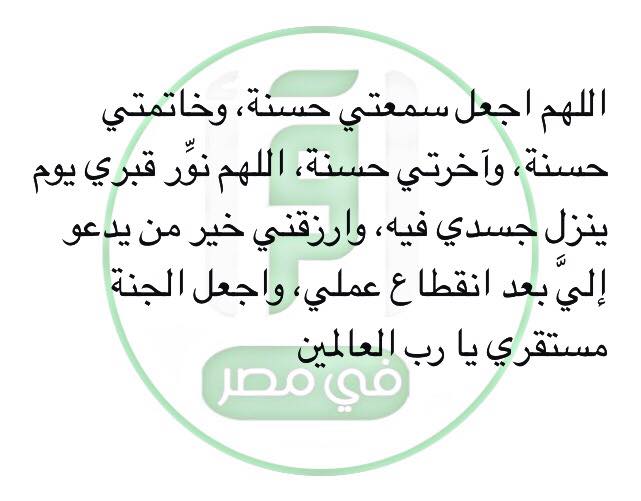 اللهم اجعل سمعتي حسنة، وخاتمتي
حسنة، وآخرتي حسنة، اللهم نوِّر قبري يوم
ينزل جسدي فيه، وارزقني خير من يدعو
إليَّ بعد انقطاع عملي، واجعل الجنة
مستقري يا رب العالمين
في مصر